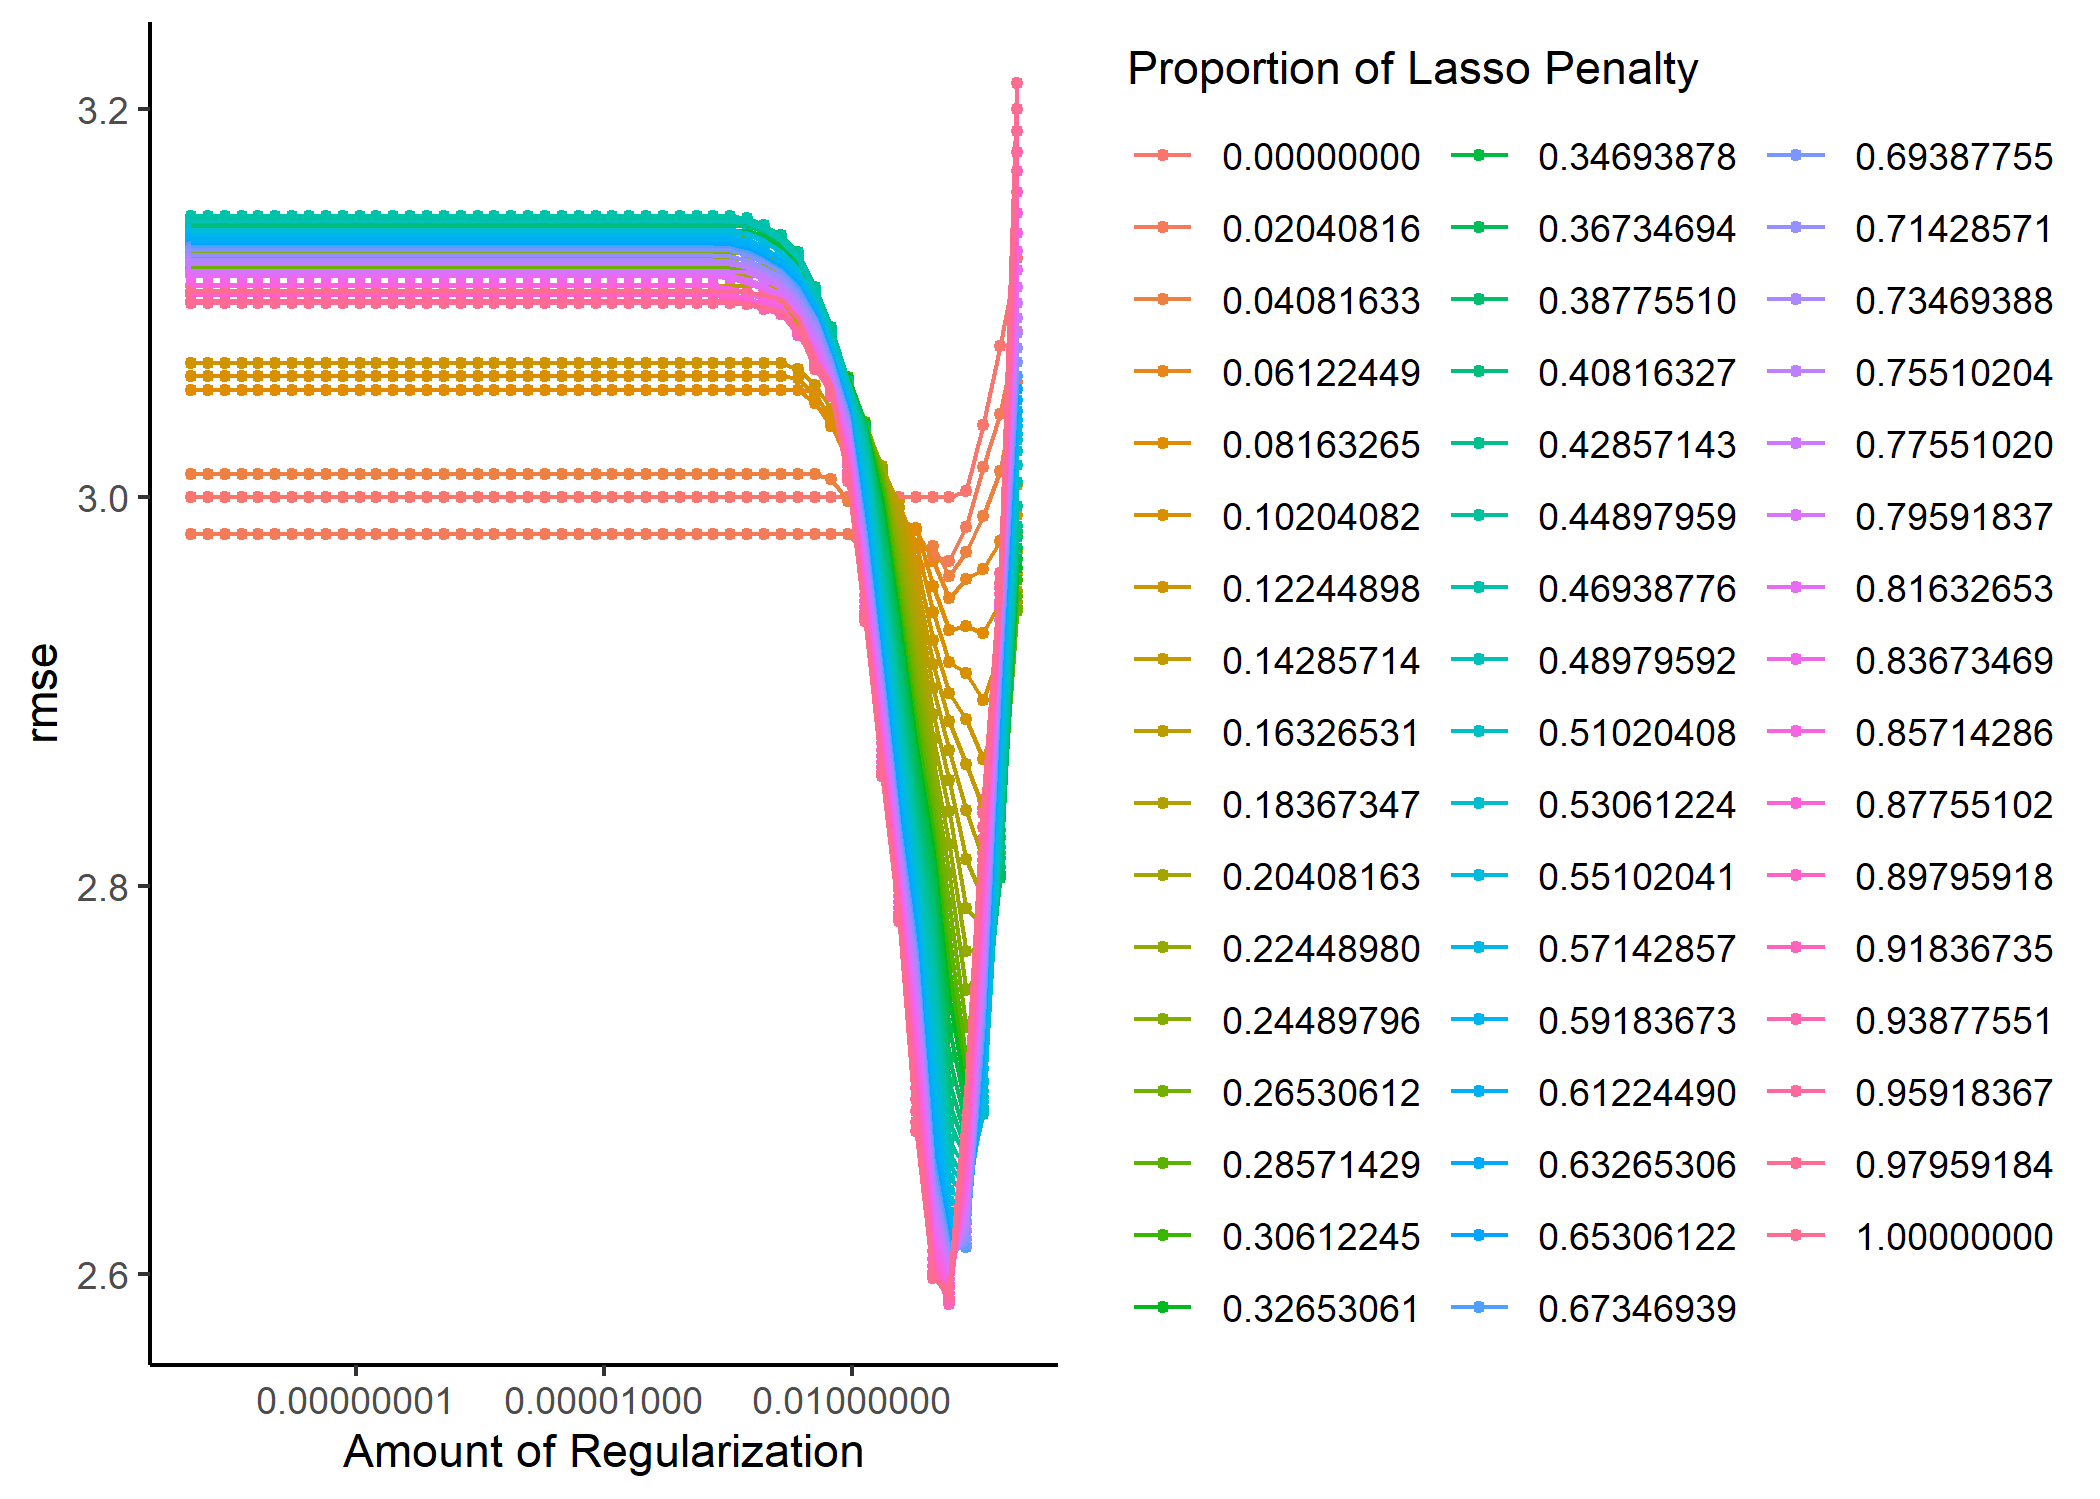 3.2
3.0
2.8
2.6
rmse
0.00000001 0.00001000 0.01000000
Amount of Regularization
Proportion of Lasso Penalty
0.00000000 0.34693878 0.69387755
0.02040816 0.36734694 0.71428571
0.04081633 0.38775510 0.73469388
0.06122449 0.40816327 0.75510204
0.08163265 0.42857143 0.77551020
0.10204082 0.44897959 0.79591837
0.12244898 0.46938776 0.81632653
0.14285714 0.48979592 0.83673469
0.16326531 0.51020408 0.85714286
0.18367347 0.53061224 0.87755102
0.20408163 0.55102041 0.89795918
0.22448980 0.57142857 0.91836735
0.24489796 0.59183673 0.93877551
0.26530612 0.61224490 0.95918367
0.28571429 0.63265306 0.97959184
0.30612245 0.65306122 1.00000000
0.32653061 0.67346939